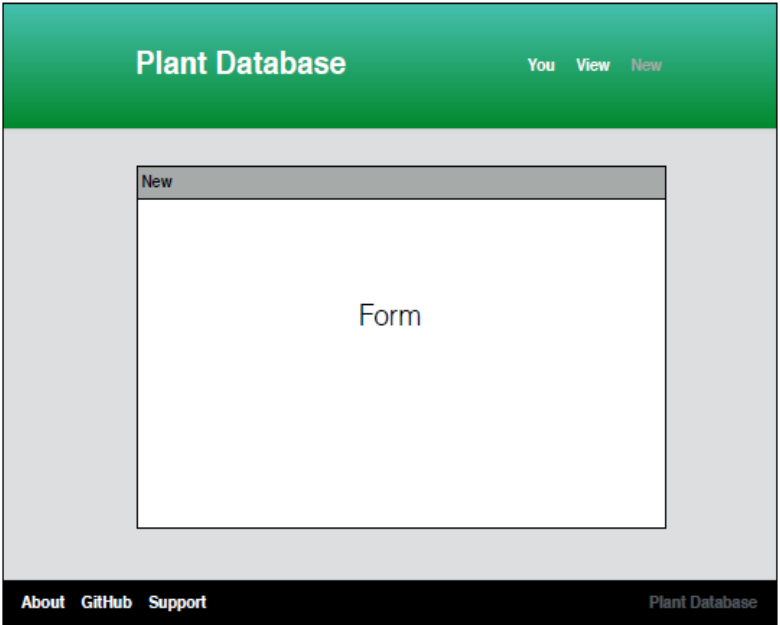 Plant Database
You View New
New
Form
About GitHub Support
Plant Database